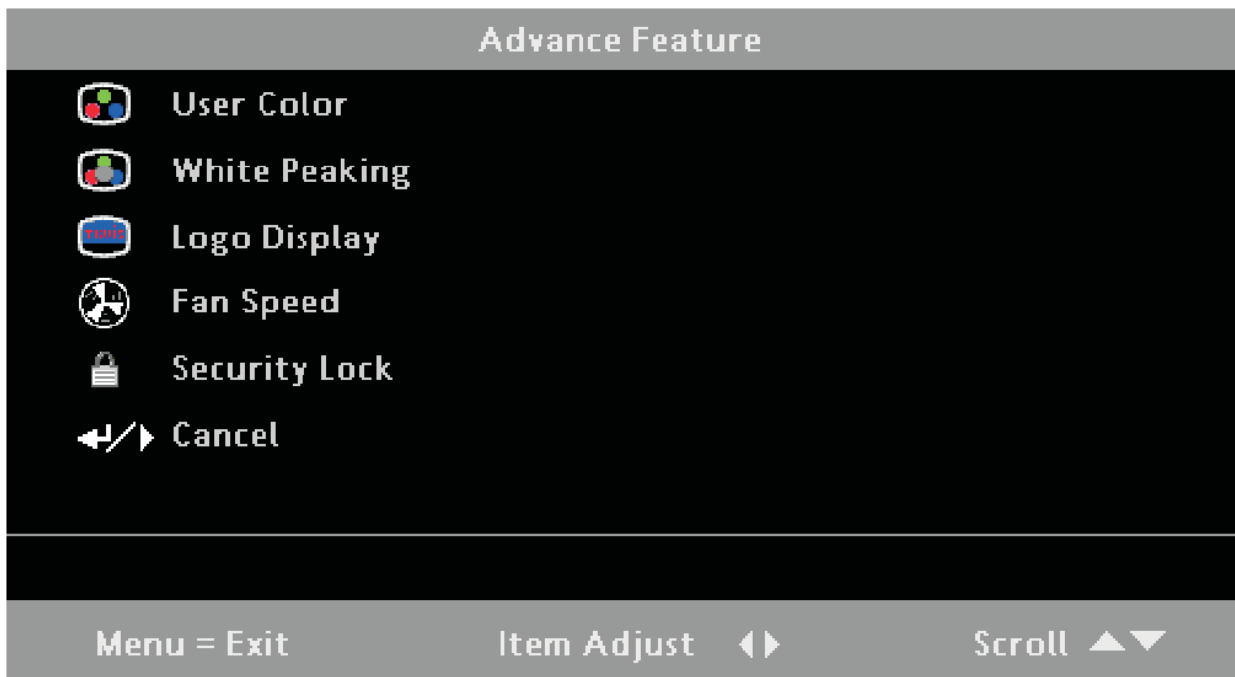 Advance Feature
User Color
White Peaking
Logo Display
Fan Speed
Security Lock
Cancel
Menu = Exit
Item Adjust
Scroll